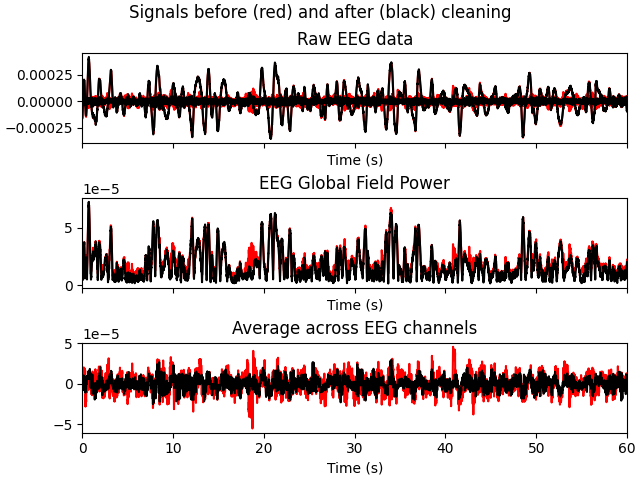 Signals before (red) and after (black) cleaning
Raw EEG data
0.00025
0.00000
−0.00025
Time (s)
EEG Global Field Power
1e−5
5
0
Time (s)
Average across EEG channels
1e−5
5
0
−5
0 10 20 30 40 50 60
Time (s)